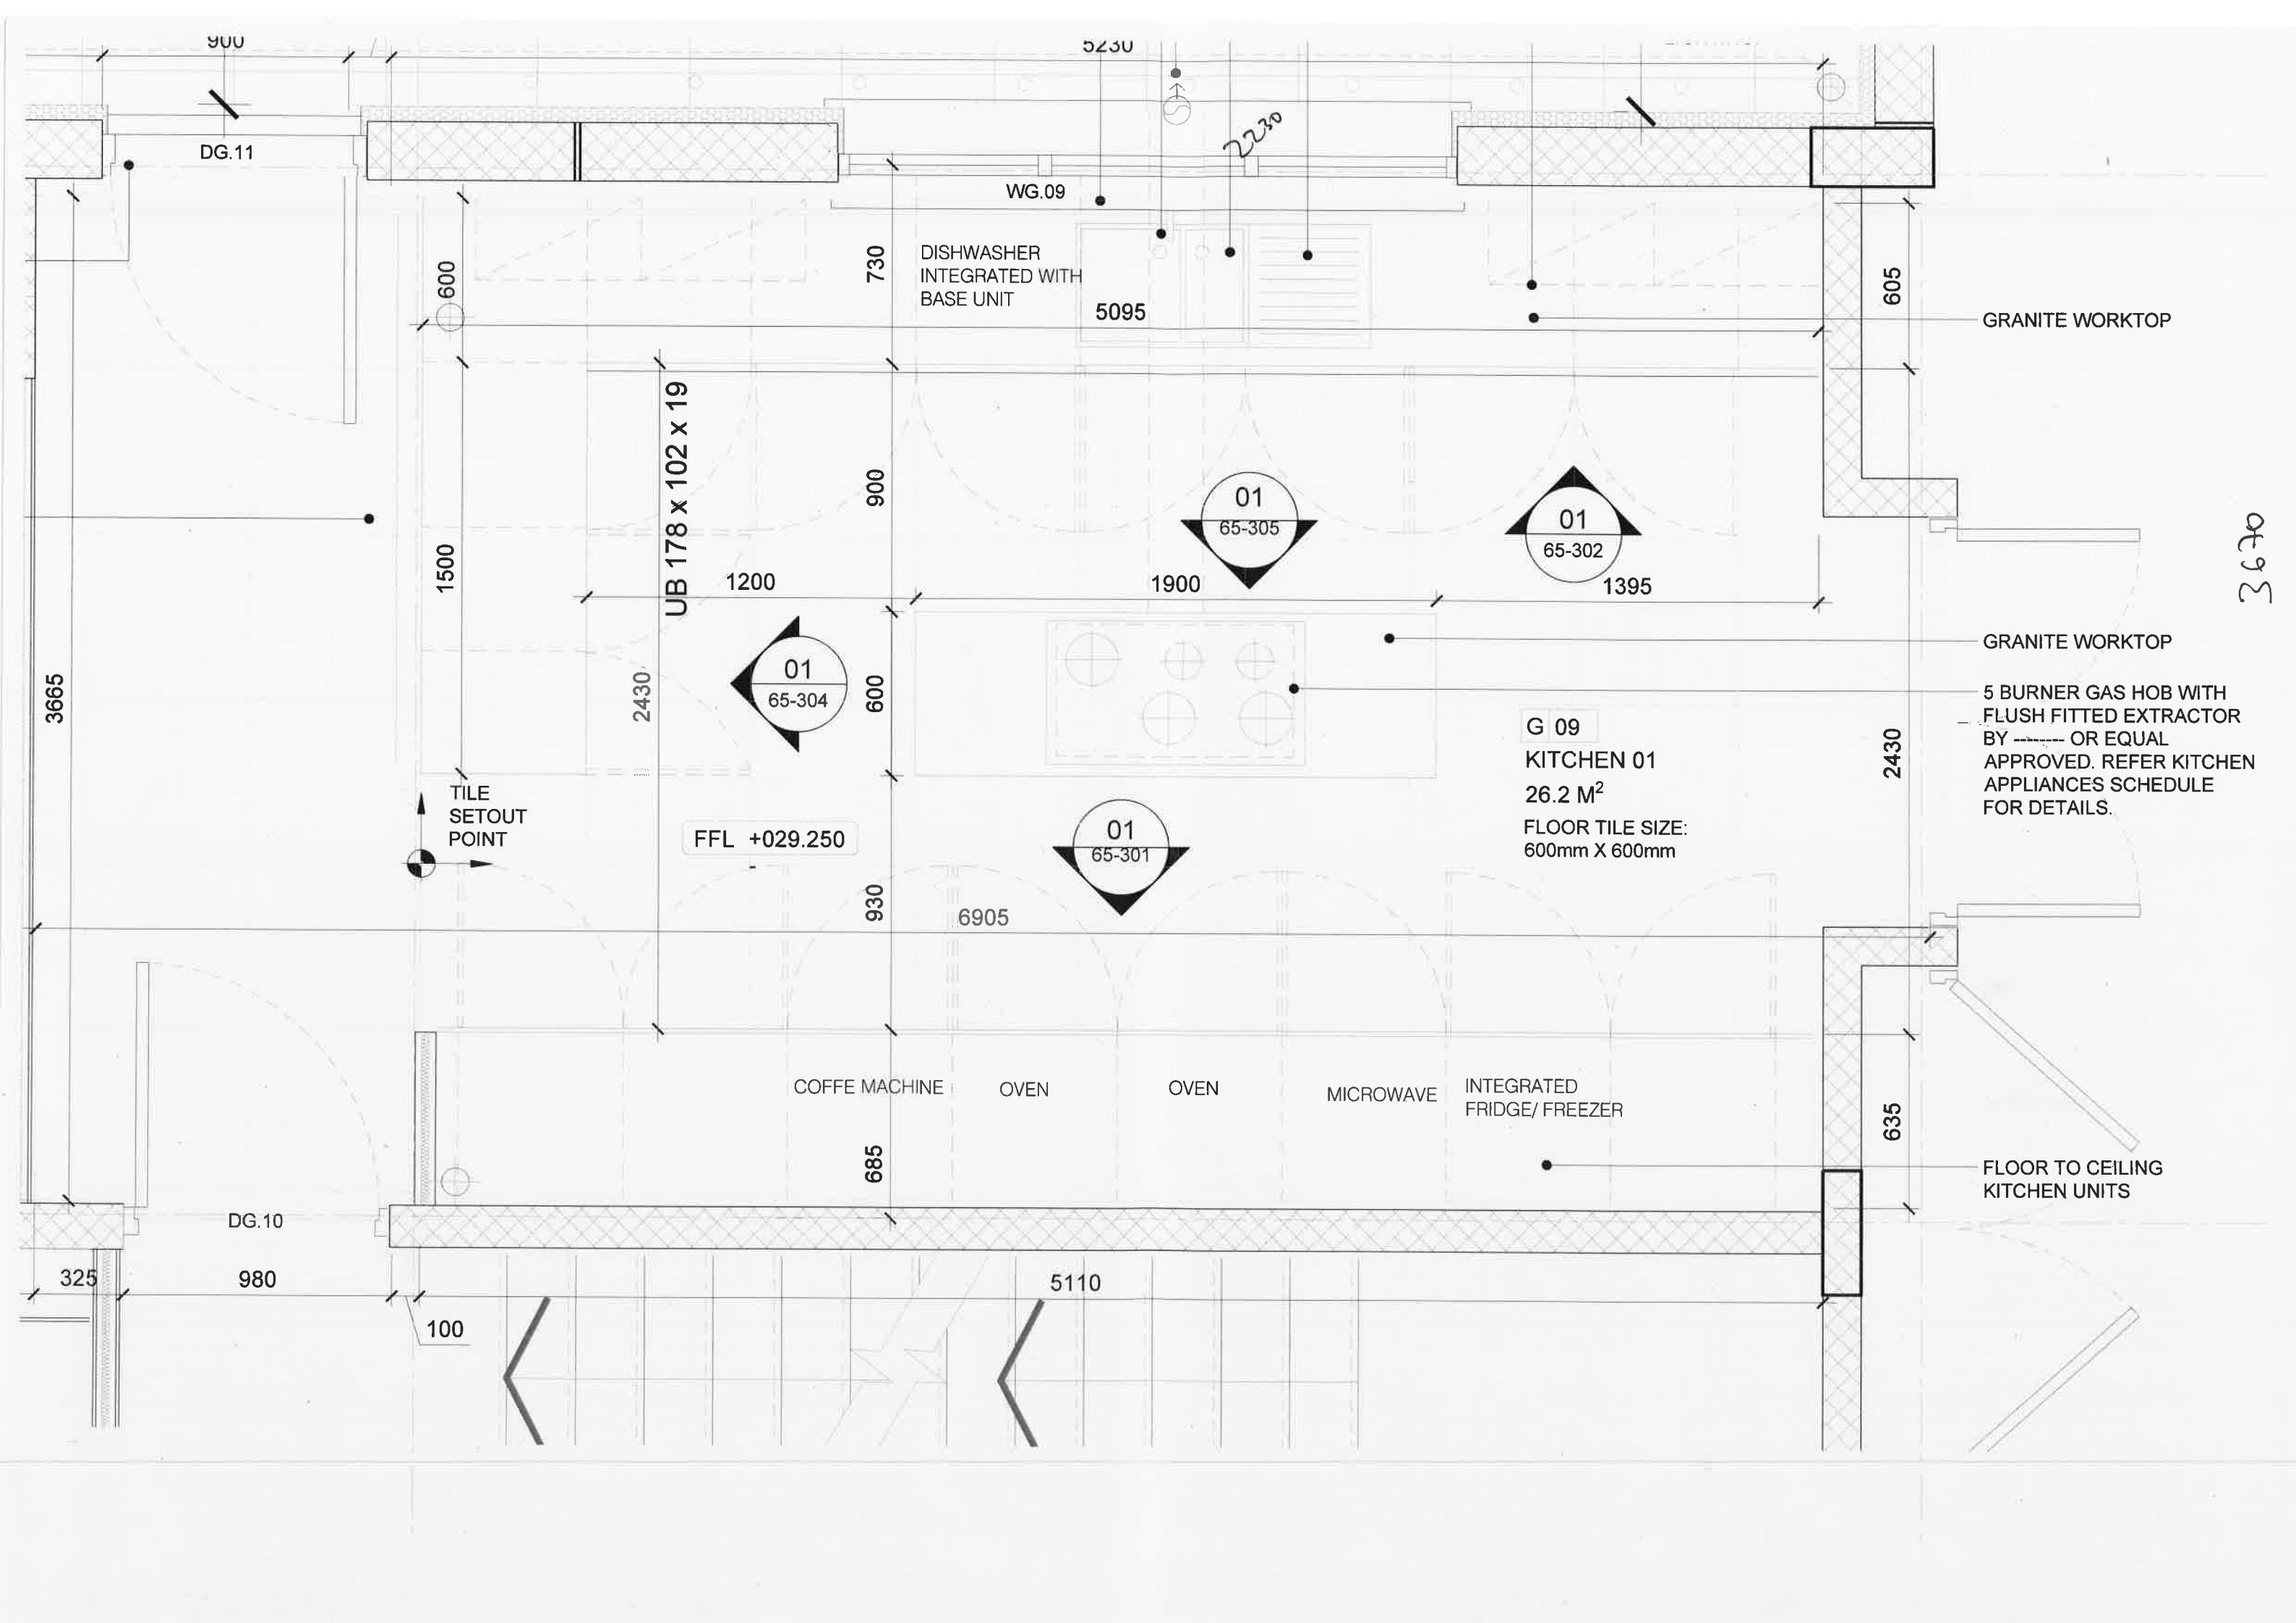 900
5230
DG.11
2230
WG.09
DISHWASHER
INTEGRATED WITH
BASE UNIT
730
600
5095
605
GRANITE WORKTOP
UB 178 x 102 x 19
900
01
65-305
01
65-302
3670
1500
1200
1900
1395
GRANITE WORKTOP
3665
2430
01
65-304
600
G 09
KITCHEN 01
26.2 M²
FLOOR TILE SIZE:
600mm X 600mm
2430
5 BURNER GAS HOB WITH
FLUSH FITTED EXTRACTOR
BY -------- OR EQUAL
APPROVED. REFER KITCHEN
APPLIANCES SCHEDULE
FOR DETAILS.
TILE
SETOUT
POINT
FFL +029.250
01
65-301
930
6905
COFFE MACHINE
OVEN
OVEN
MICROWAVE
INTEGRATED
FRIDGE/ FREEZER
685
635
FLOOR TO CEILING
KITCHEN UNITS
DG.10
325
980
5110
100